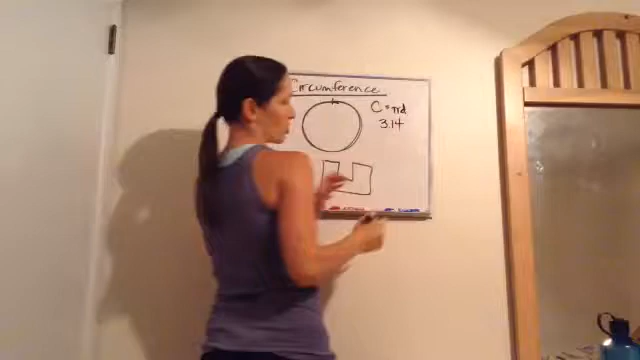 Circumference
C = πd
3.14